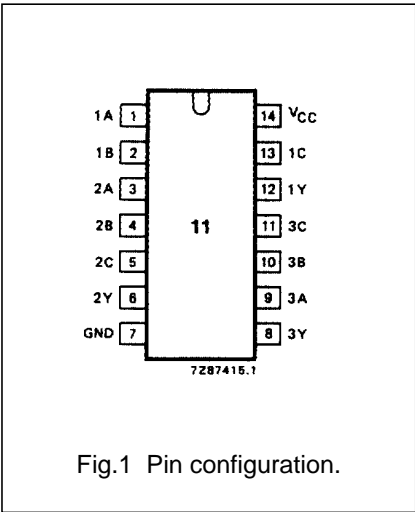 1A 1 14 VCC
1B 2 13 1C
2A 3 12 1Y
2B 4 11 11 3C
2C 5 10 3B
2Y 6 9 3A
GND 7 8 3Y
7Z87415.1
Fig.1 Pin configuration.